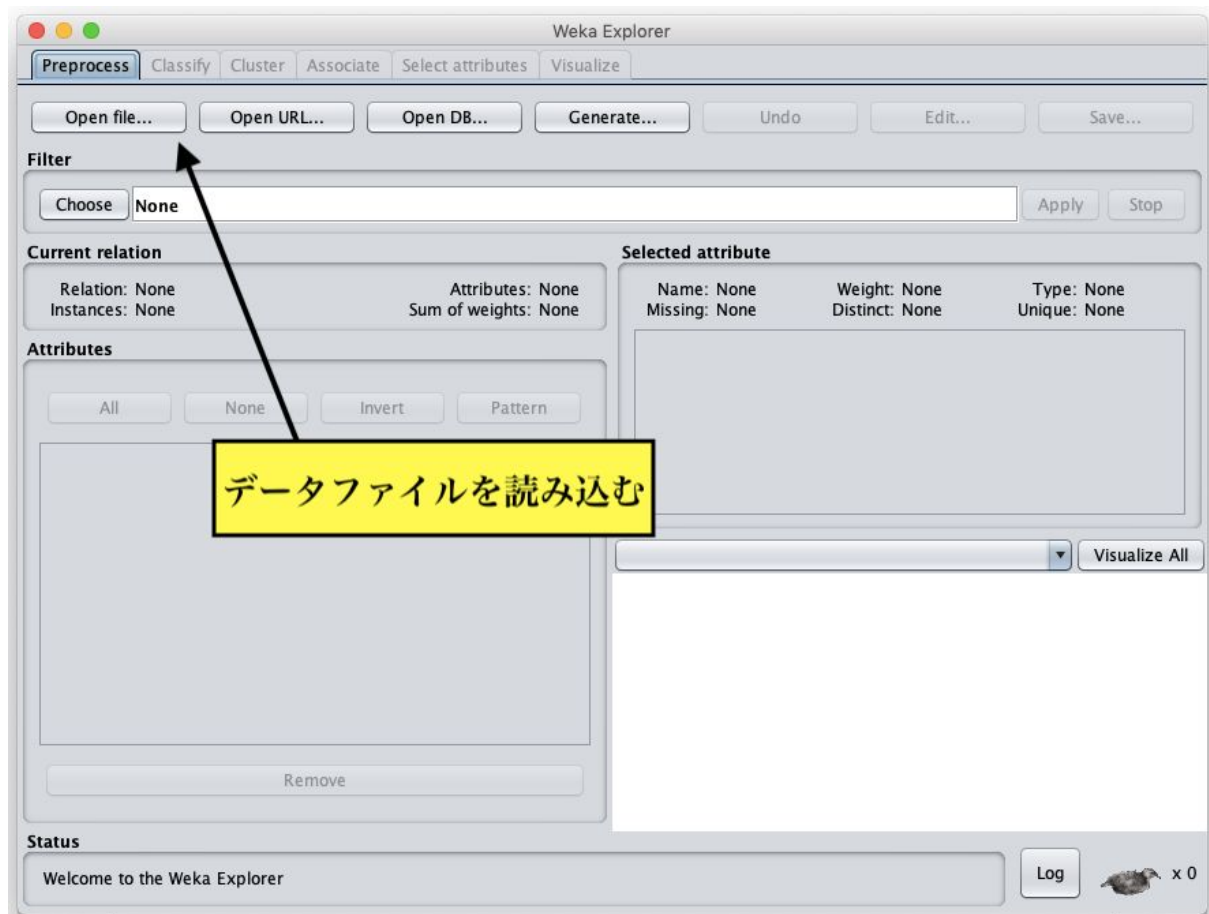 Weka Explorer
Preprocess Classify Cluster Associate Select attributes Visualize
Open file... Open URL... Open DB... Generate... Undo Edit... Save...
Filter
Choose None Apply Stop
Current relation
Relation: None Attributes: None
Instances: None Sum of weights: None
Selected attribute
Name: None Weight: None Type: None
Missing: None Distinct: None Unique: None
Attributes
All None Invert Pattern
データファイルを読み込む
Visualize All
Remove
Status
Welcome to the Weka Explorer
Log x 0